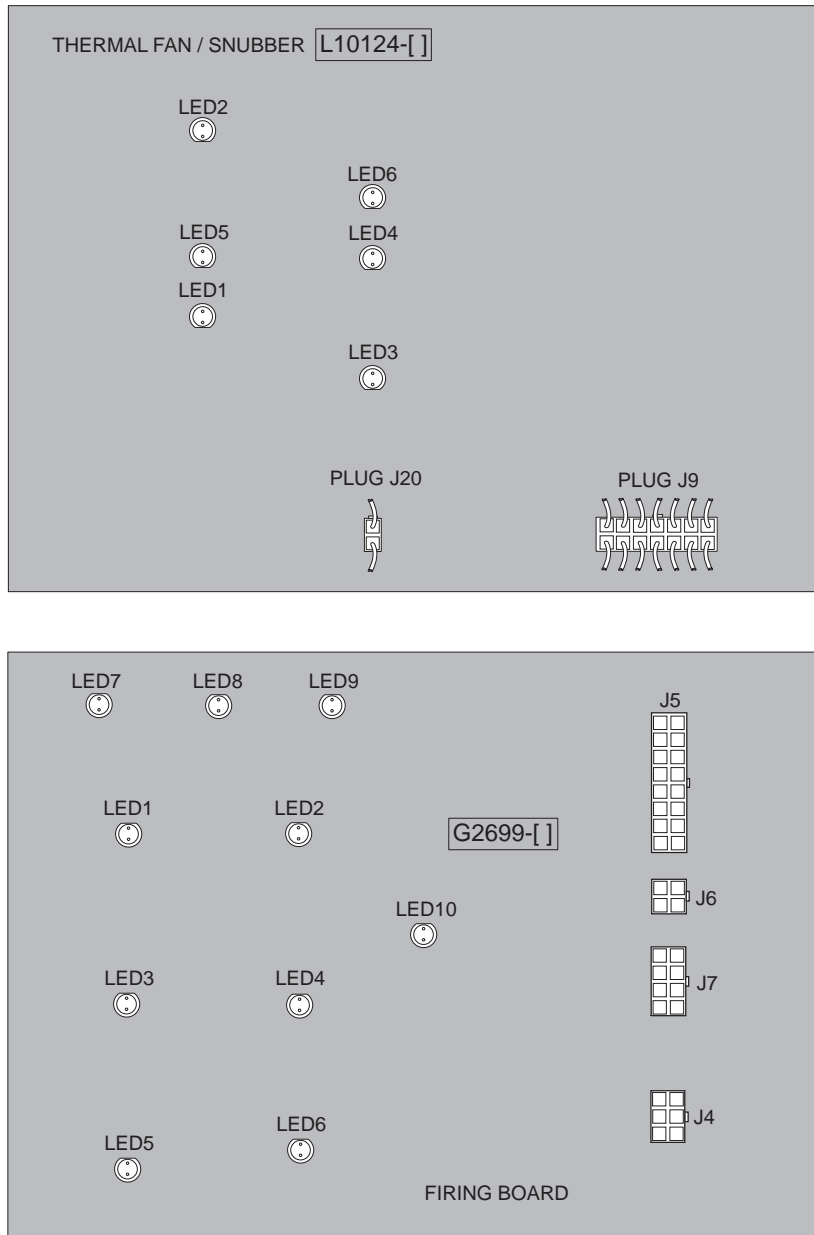 THERMAL FAN / SNUBBER L10124-[ ]
LED2
LED6
LED5 LED4
LED1
LED3
PLUG J20 PLUG J9
LED7 LED8 LED9
J5
LED1 LED2
G2699-[ ]
J6
LED10
LED3 LED4 J7
J4
LED6
LED5
FIRING BOARD